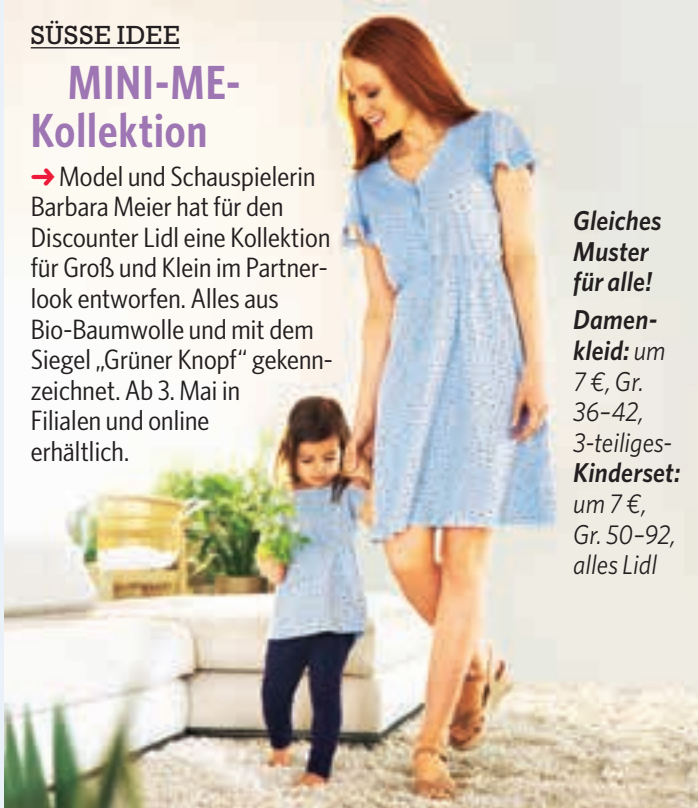 SÜSSE IDEE
MINI-ME-
Kollektion
➜ Model und Schauspielerin
Barbara Meier hat für den
Discounter Lidl eine Kollektion
für Groß und Klein im Partner-
look entworfen. Alles aus
Bio-Baumwolle und mit dem
Siegel „Grüner Knopf“ gekenn-
zeichnet. Ab 3. Mai in
Filialen und online
erhältlich.
Gleiches
Muster
für alle!
Damen-
kleid: um
7 €, Gr.
36–42,
3-teiliges-
Kinderset:
um 7 €,
Gr. 50–92,
alles Lidl